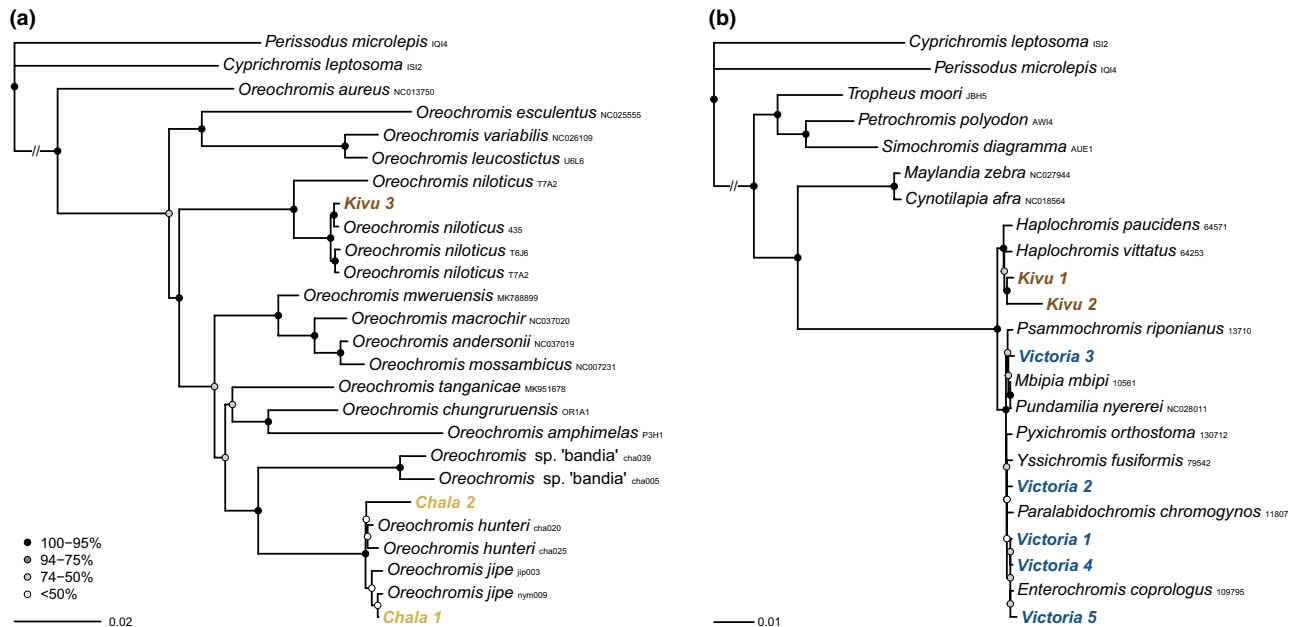 (a)
Perissodus microlepis IQI4
Cyprichromis leptosoma ISI2
Oreochromis aureus NC013750
Oreochromis esculentus NC025555
Oreochromis variabilis NC026109
Oreochromis leucostictus U6L6
Oreochromis niloticus T7A2
Kivu 3
Oreochromis niloticus 435
Oreochromis niloticus T6J6
Oreochromis niloticus T7A2
Oreochromis mweruensis MK788899
Oreochromis macrochir NC037020
Oreochromis andersonii NC037019
Oreochromis mossambicus NC007231
Oreochromis tanganicae MK951678
Oreochromis chungruruensis OR1A1
Oreochromis amphimelas P3H1
Oreochromis sp. 'bandia' cha039
Oreochromis sp. 'bandia' cha005
Chala 2
Oreochromis hunteri cha020
Oreochromis hunteri cha025
Oreochromis jipe jip003
Oreochromis jipe nym009
Chala 1
100–95%
94–75%
74–50%
<50%
0.02
(b)
Cyprichromis leptosoma ISI2
Perissodus microlepis IQI4
Tropheus moori JBH5
Petrochromis polyodon AWI4
Simochromis diagramma AUE1
Maylandia zebra NC027944
Cynotilapia afra NC018564
Haplochromis paucidens 64571
Haplochromis vittatus 64253
Kivu 1
Kivu 2
Psammochromis riponianus 13710
Victoria 3
Mbipia mbipi 10561
Pundamilia nyererei NC028011
Pyxichromis orthostoma 130712
Yssichromis fusiformis 79542
Victoria 2
Paralabidochromis chromogynos 11807
Victoria 1
Victoria 4
Enterochromis coprologus 109795
Victoria 5
0.01